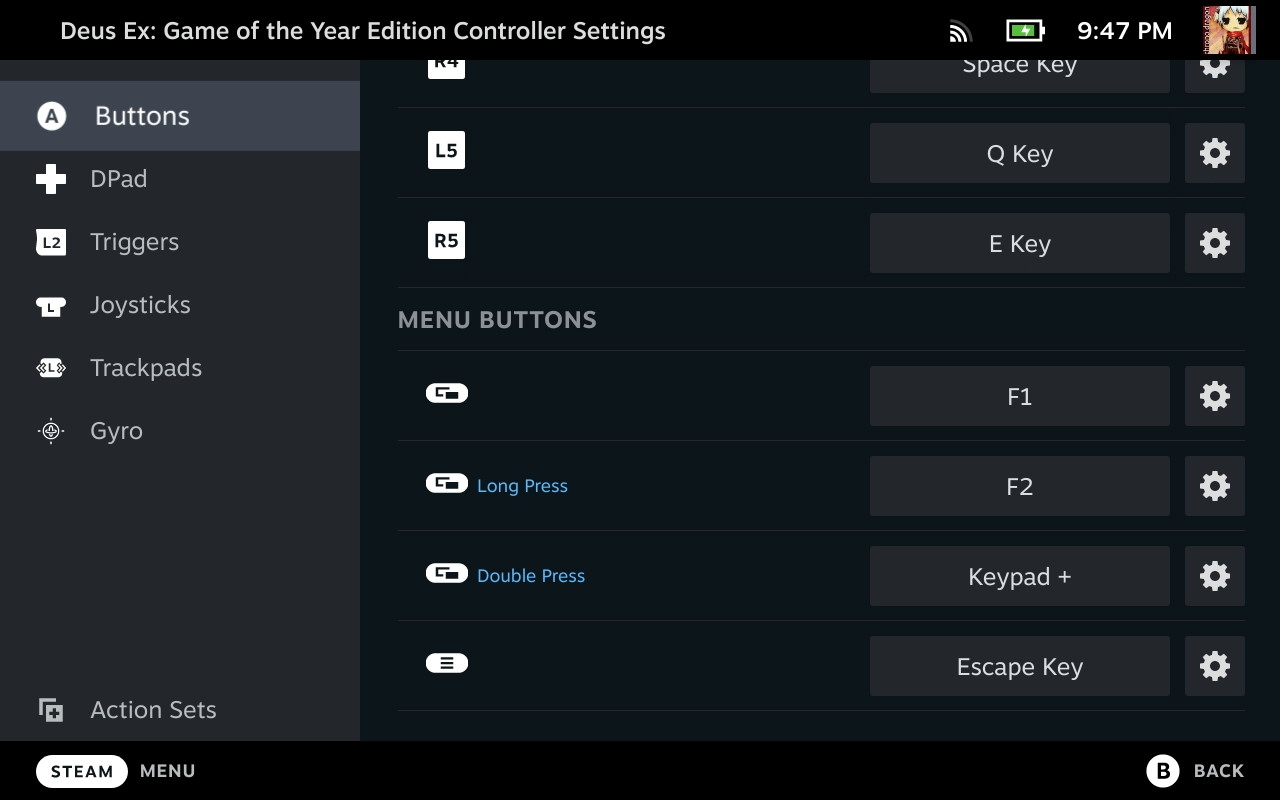 Deus Ex: Game of the Year Edition Controller Settings
9:47 PM
A Buttons
DPad
L2 Triggers
L Joysticks
L Trackpads
Gyro
Action Sets
R4 Space Key
L5 Q Key
R5 E Key
MENU BUTTONS
F1
Long Press F2
Double Press Keypad +
Escape Key
STEAM MENU
B BACK